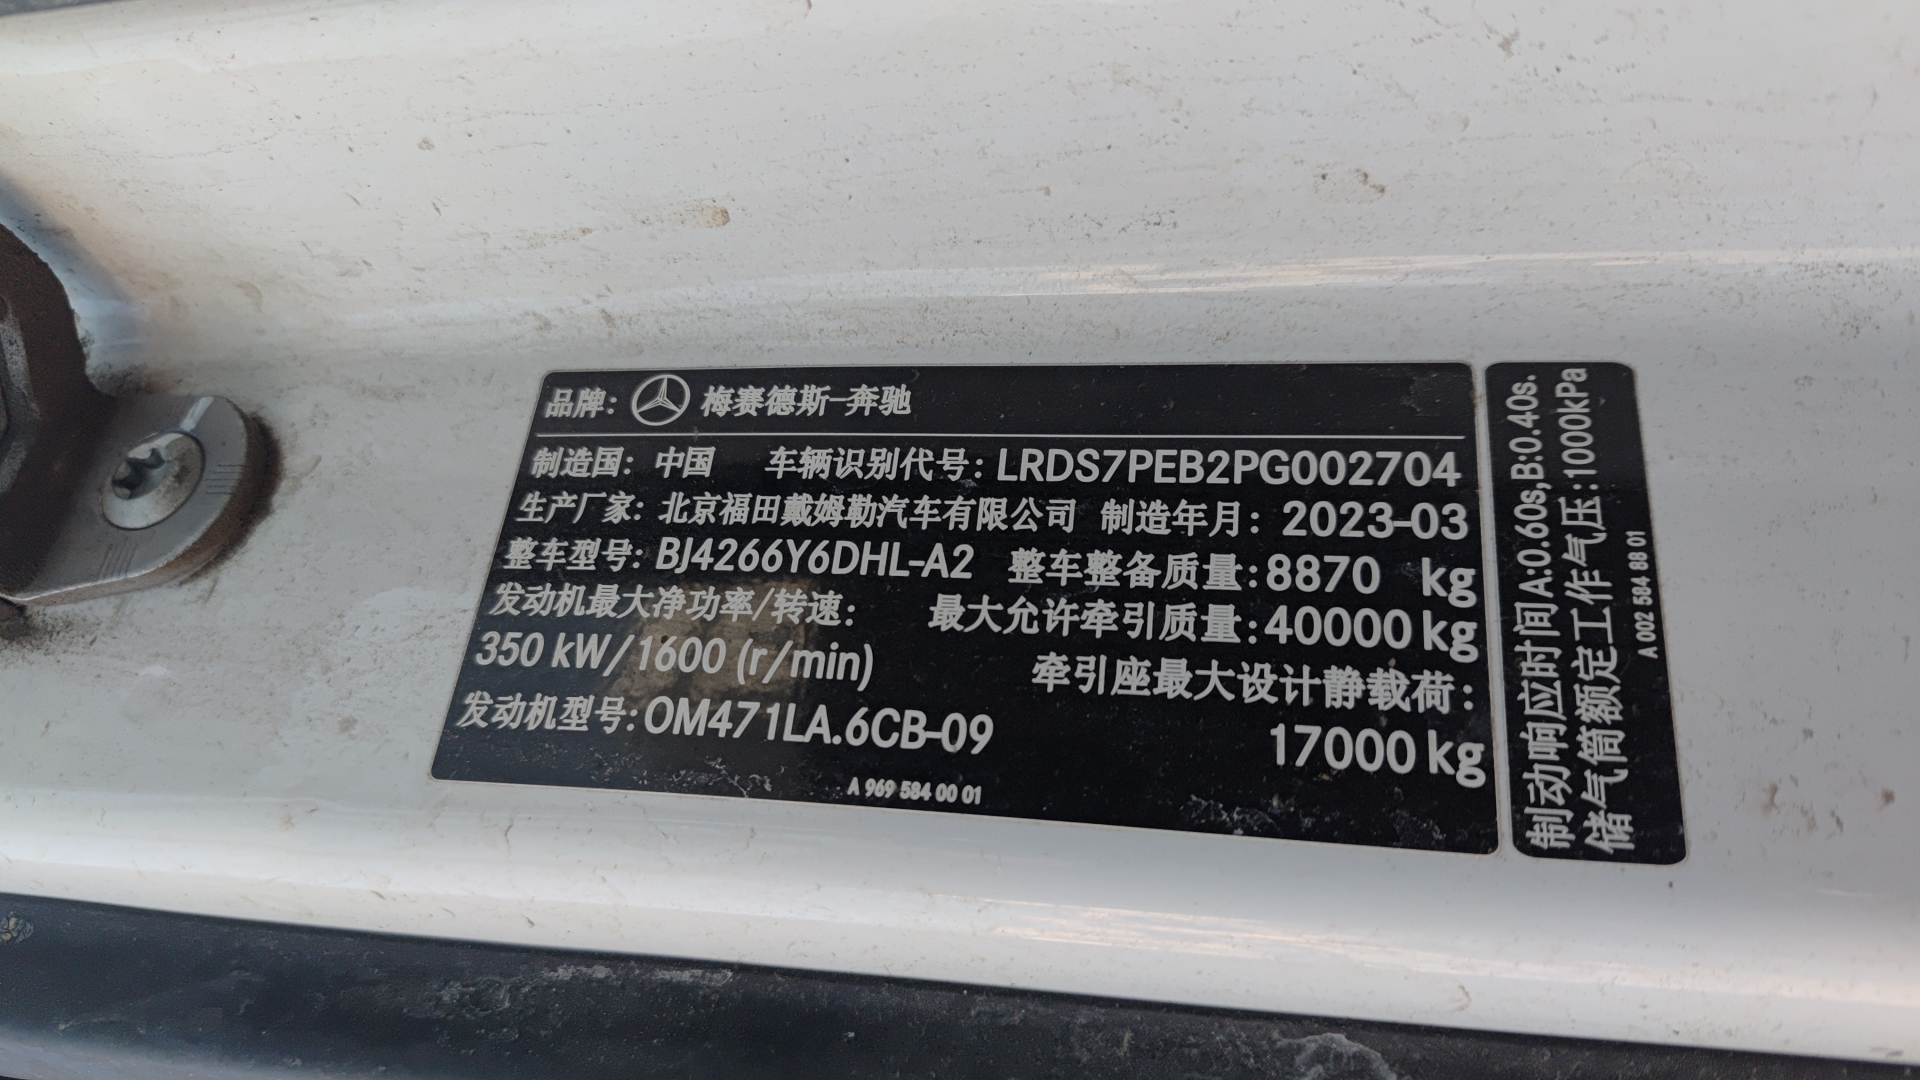 品牌: 梅赛德斯-奔驰
制造国: 中国 车辆识别代号: LRDS7PEB2PG002704
生产厂家: 北京福田戴姆勒汽车有限公司 制造年月: 2023-03
整车型号: BJ4266Y6DHL-A2 整车整备质量: 8870 kg
发动机最大净功率/转速: 最大允许牵引质量: 40000 kg
350 kW/1600 (r/min) 牵引座最大设计静载荷:
发动机型号: OM471LA.6CB-09 17000 kg
A 969 584 00 01
制动响应时间 A:0.60s,B:0.40s.
储气筒额定工作气压:1000kPa
A 002 584 88 01